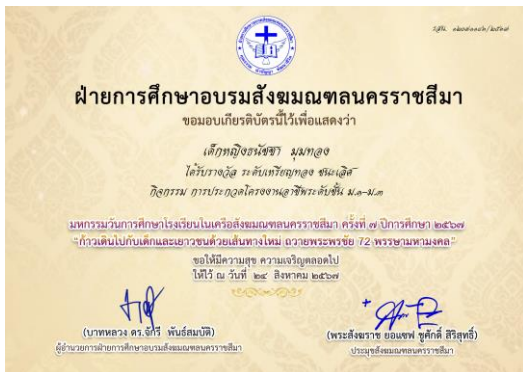 ฝ่ายการศึกษาอบรมสังฆมณฑลนครราชสีมา
ขอมอบเกียรติบัตรนี้ไว้เพื่อแสดงว่า
เด็กหญิงธนัชชา มุมทอง
ได้รับรางวัล ระดับเหรียญทอง ชนะเลิศ
กิจกรรม การประกวดโครงงานอาชีพระดับชั้น ม.๑-ม.๓
มหกรรมวันการศึกษาโรงเรียนในเครือสังฆมณฑลนครราชสีมา ครั้งที่ ๗ ปีการศึกษา ๒๕๖๗
"ก้าวเดินไปกับเด็กและเยาวชนด้วยเส้นทางใหม่ ถวายพระพรชัย 72 พรรษามหามงคล"
ขอให้มีความสุข ความเจริญตลอดไป
ให้ไว้ ณ วันที่ ๒๔ สิงหาคม ๒๕๖๗
(บาทหลวง ดร.จักรี พันธ์สมบัติ)
ผู้อำนวยการฝ่ายการศึกษาอบรมสังฆมณฑลนครราชสีมา
(พระสังฆราช ยอแซฟ ชูศักดิ์ สิริสุทธิ์)
ประมุขสังฆมณฑลนครราชสีมา